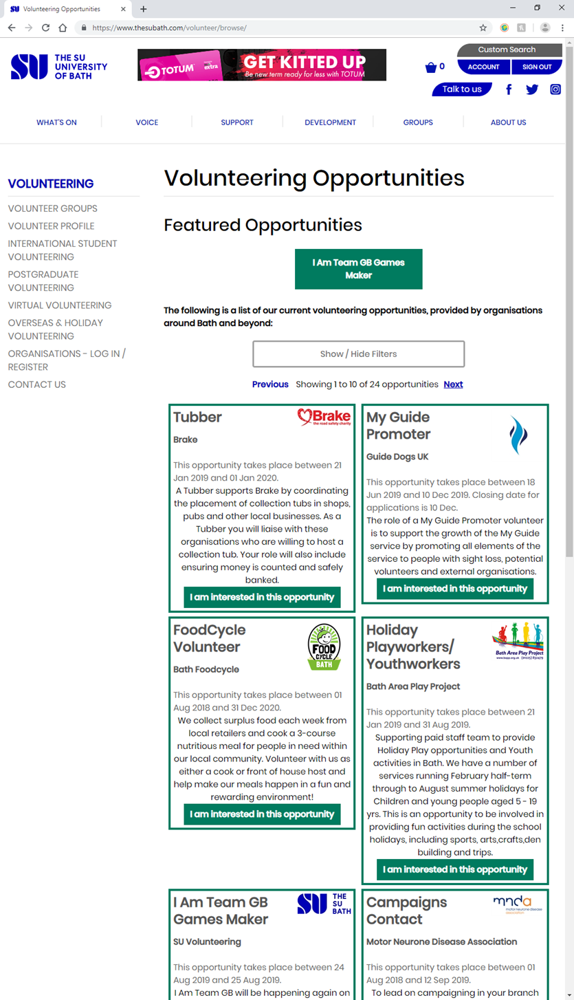 Volunteering Opportunities
https://www.thesubath.com/volunteer/browse/
SU THE SU
UNIVERSITY
OF BATH
TOTUM extra
GET KITTED UP
Be new term ready for less with TOTUM
0
Custom Search
ACCOUNT SIGN OUT
Talk to us
WHAT'S ON VOICE SUPPORT DEVELOPMENT GROUPS ABOUT US
VOLUNTEERING
VOLUNTEER GROUPS
VOLUNTEER PROFILE
INTERNATIONAL STUDENT
VOLUNTEERING
POSTGRADUATE
VOLUNTEERING
VIRTUAL VOLUNTEERING
OVERSEAS & HOLIDAY
VOLUNTEERING
ORGANISATIONS - LOG IN /
REGISTER
CONTACT US
Volunteering Opportunities
Featured Opportunities
I Am Team GB Games
Maker
The following is a list of our current volunteering opportunities, provided by organisations
around Bath and beyond:
Show / Hide Filters
Previous Showing 1 to 10 of 24 opportunities Next
Tubber
Brake
the road safety charity
Brake
This opportunity takes place between 21
Jan 2019 and 01 Jan 2020.
A Tubber supports Brake by coordinating
the placement of collection tubs in shops,
pubs and other local businesses. As a
Tubber you will liaise with these
organisations who are willing to host a
collection tub. Your role will also include
ensuring money is counted and safely
banked.
I am interested in this opportunity
My Guide
Promoter
Guide Dogs UK
This opportunity takes place between 18
Jun 2019 and 10 Dec 2019. Closing date for
applications is 10 Dec.
The role of a My Guide Promoter volunteer
is to support the growth of the My Guide
service by promoting all elements of the
service to people with sight loss, potential
volunteers and external organisations.
I am interested in this opportunity
FoodCycle
Volunteer
FOOD
CYCLE
BATH
Bath Foodcycle
This opportunity takes place between 01
Aug 2018 and 31 Dec 2020.
We collect surplus food each week from
local retailers and cook a 3-course
nutritious meal for people in need within
our local community. Volunteer with us as
either a cook or front of house host and
help make our meals happen in a fun and
rewarding environment!
I am interested in this opportunity
Holiday
Playworkers/
Youthworkers
Bath Area Play Project
www.bapp.org.uk (01225) 832479
Bath Area Play Project
This opportunity takes place between 21
Jan 2019 and 31 Aug 2019.
Supporting paid staff team to provide
Holiday Play opportunities and Youth
activities in Bath. We have a number of
services running February half-term
through to August summer holidays for
Children and young people aged 5 - 19
yrs. This is an opportunity to be involved in
providing fun activities during the school
holidays, including sports, arts,crafts,den
building and trips.
I am interested in this opportunity
I Am Team GB
Games Maker
SU THE
SU
BATH
SU Volunteering
This opportunity takes place between 24
Aug 2019 and 25 Aug 2019.
I Am Team GB will be happening again on
Campaigns
Contact
mnda
motor neurone disease
association
Motor Neurone Disease Association
This opportunity takes place between 01
Aug 2018 and 12 Sep 2019.
To lead on campaigning in your branch